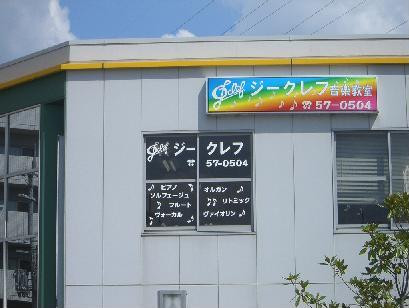 Gclef ジークレフ音楽教室
☎57-0504
Gclef ジークレフ
☎57-0504
ピアノ
ソルフェージュ
フルート
ヴォーカル
オルガン
リトミック
ヴァイオリン